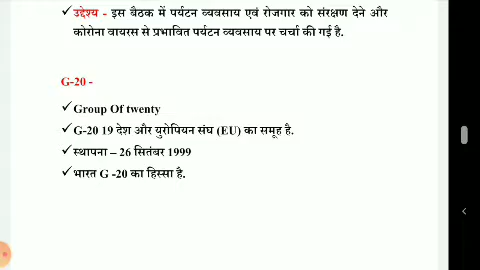 ✓उद्देश्य - इस बैठक में पर्यटन व्यवसाय एवं रोजगार को संरक्षण देने और
कोरोना वायरस से प्रभावित पर्यटन व्यवसाय पर चर्चा की गई है.
G-20 -
✓Group Of twenty
✓G-20 19 देश और युरोपियन संघ (EU) का समूह है.
✓स्थापना – 26 सितंबर 1999
✓भारत G -20 का हिस्सा है.